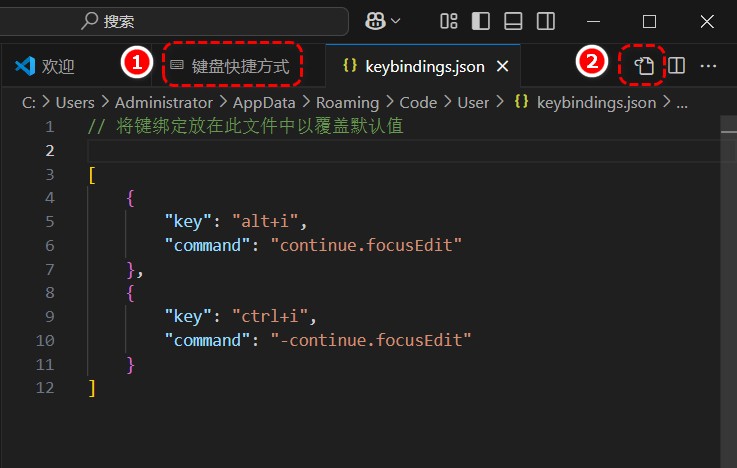 搜索
欢迎
1
键盘快捷方式
{} keybindings.json
2
C: > Users > Administrator > AppData > Roaming > Code > User > {} keybindings.json > ...
1 // 将键绑定放在此文件中以覆盖默认值
2
3 [
4 {
5 "key": "alt+i",
6 "command": "continue.focusEdit"
7 },
8 {
9 "key": "ctrl+i",
10 "command": "-continue.focusEdit"
11 }
12 ]